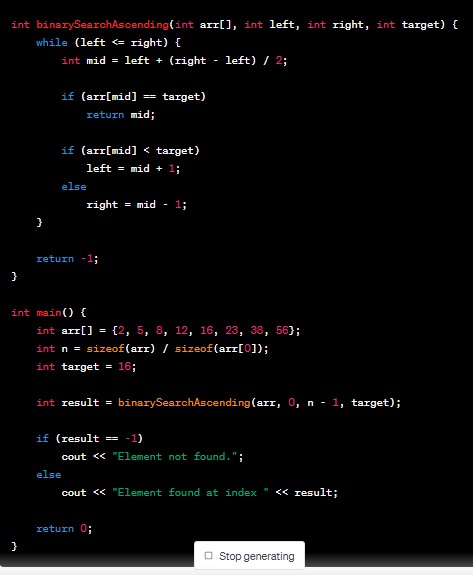 int binarySearchAscending(int arr[], int left, int right, int target) {
    while (left <= right) {
        int mid = left + (right - left) / 2;

        if (arr[mid] == target)
            return mid;

        if (arr[mid] < target)
            left = mid + 1;
        else
            right = mid - 1;
    }

    return -1;
}

int main() {
    int arr[] = {2, 5, 8, 12, 16, 23, 38, 56};
    int n = sizeof(arr) / sizeof(arr[0]);
    int target = 16;

    int result = binarySearchAscending(arr, 0, n - 1, target);

    if (result == -1)
        cout << "Element not found.";
    else
        cout << "Element found at index " << result;

    return 0;
}
Stop generating